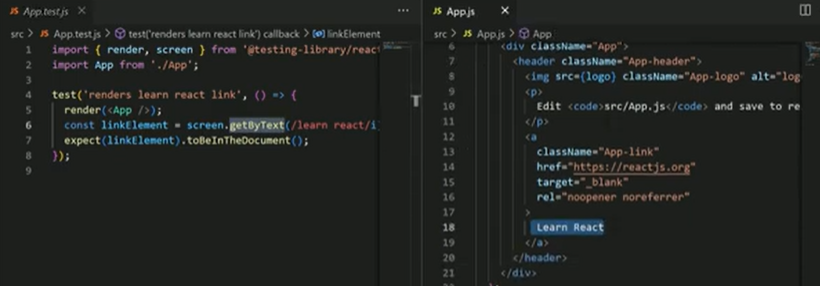 JS App.test.js ×
src > JS App.test.js > test('renders learn react link') callback > linkElement
1 import { render, screen } from '@testing-library/reac
2 import App from './App';
3
4 test('renders learn react link', () => {
5 render(<App />);
6 const linkElement = screen.getByText(/learn react/i
7 expect(linkElement).toBeInTheDocument();
8 });
9
JS App.js ×
src > JS App.js > App
6 <div className="App">
7 <header className="App-header">
8 <img src={logo} className="App-logo" alt="log
9 <p>
10 Edit <code>src/App.js</code> and save to re
11 </p>
12 <a
13 className="App-link"
14 href="https://reactjs.org"
15 target="_blank"
16 rel="noopener noreferrer"
17 >
18 Learn React
19 </a>
20 </header>
21 </div>